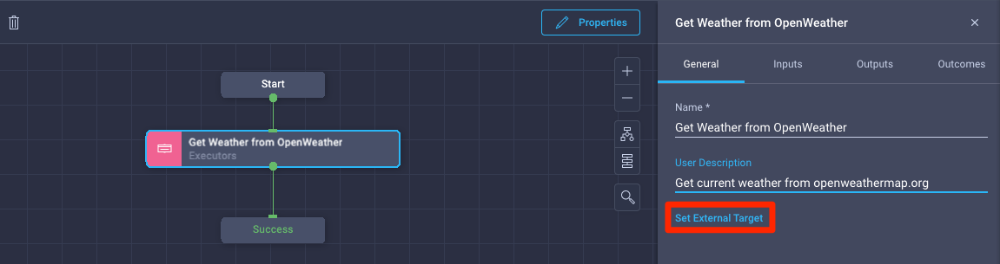 Properties
Start
Get Weather from OpenWeather
Executors
Success
Get Weather from OpenWeather
General Inputs Outputs Outcomes
Name *
Get Weather from OpenWeather
User Description
Get current weather from openweathermap.org
Set External Target